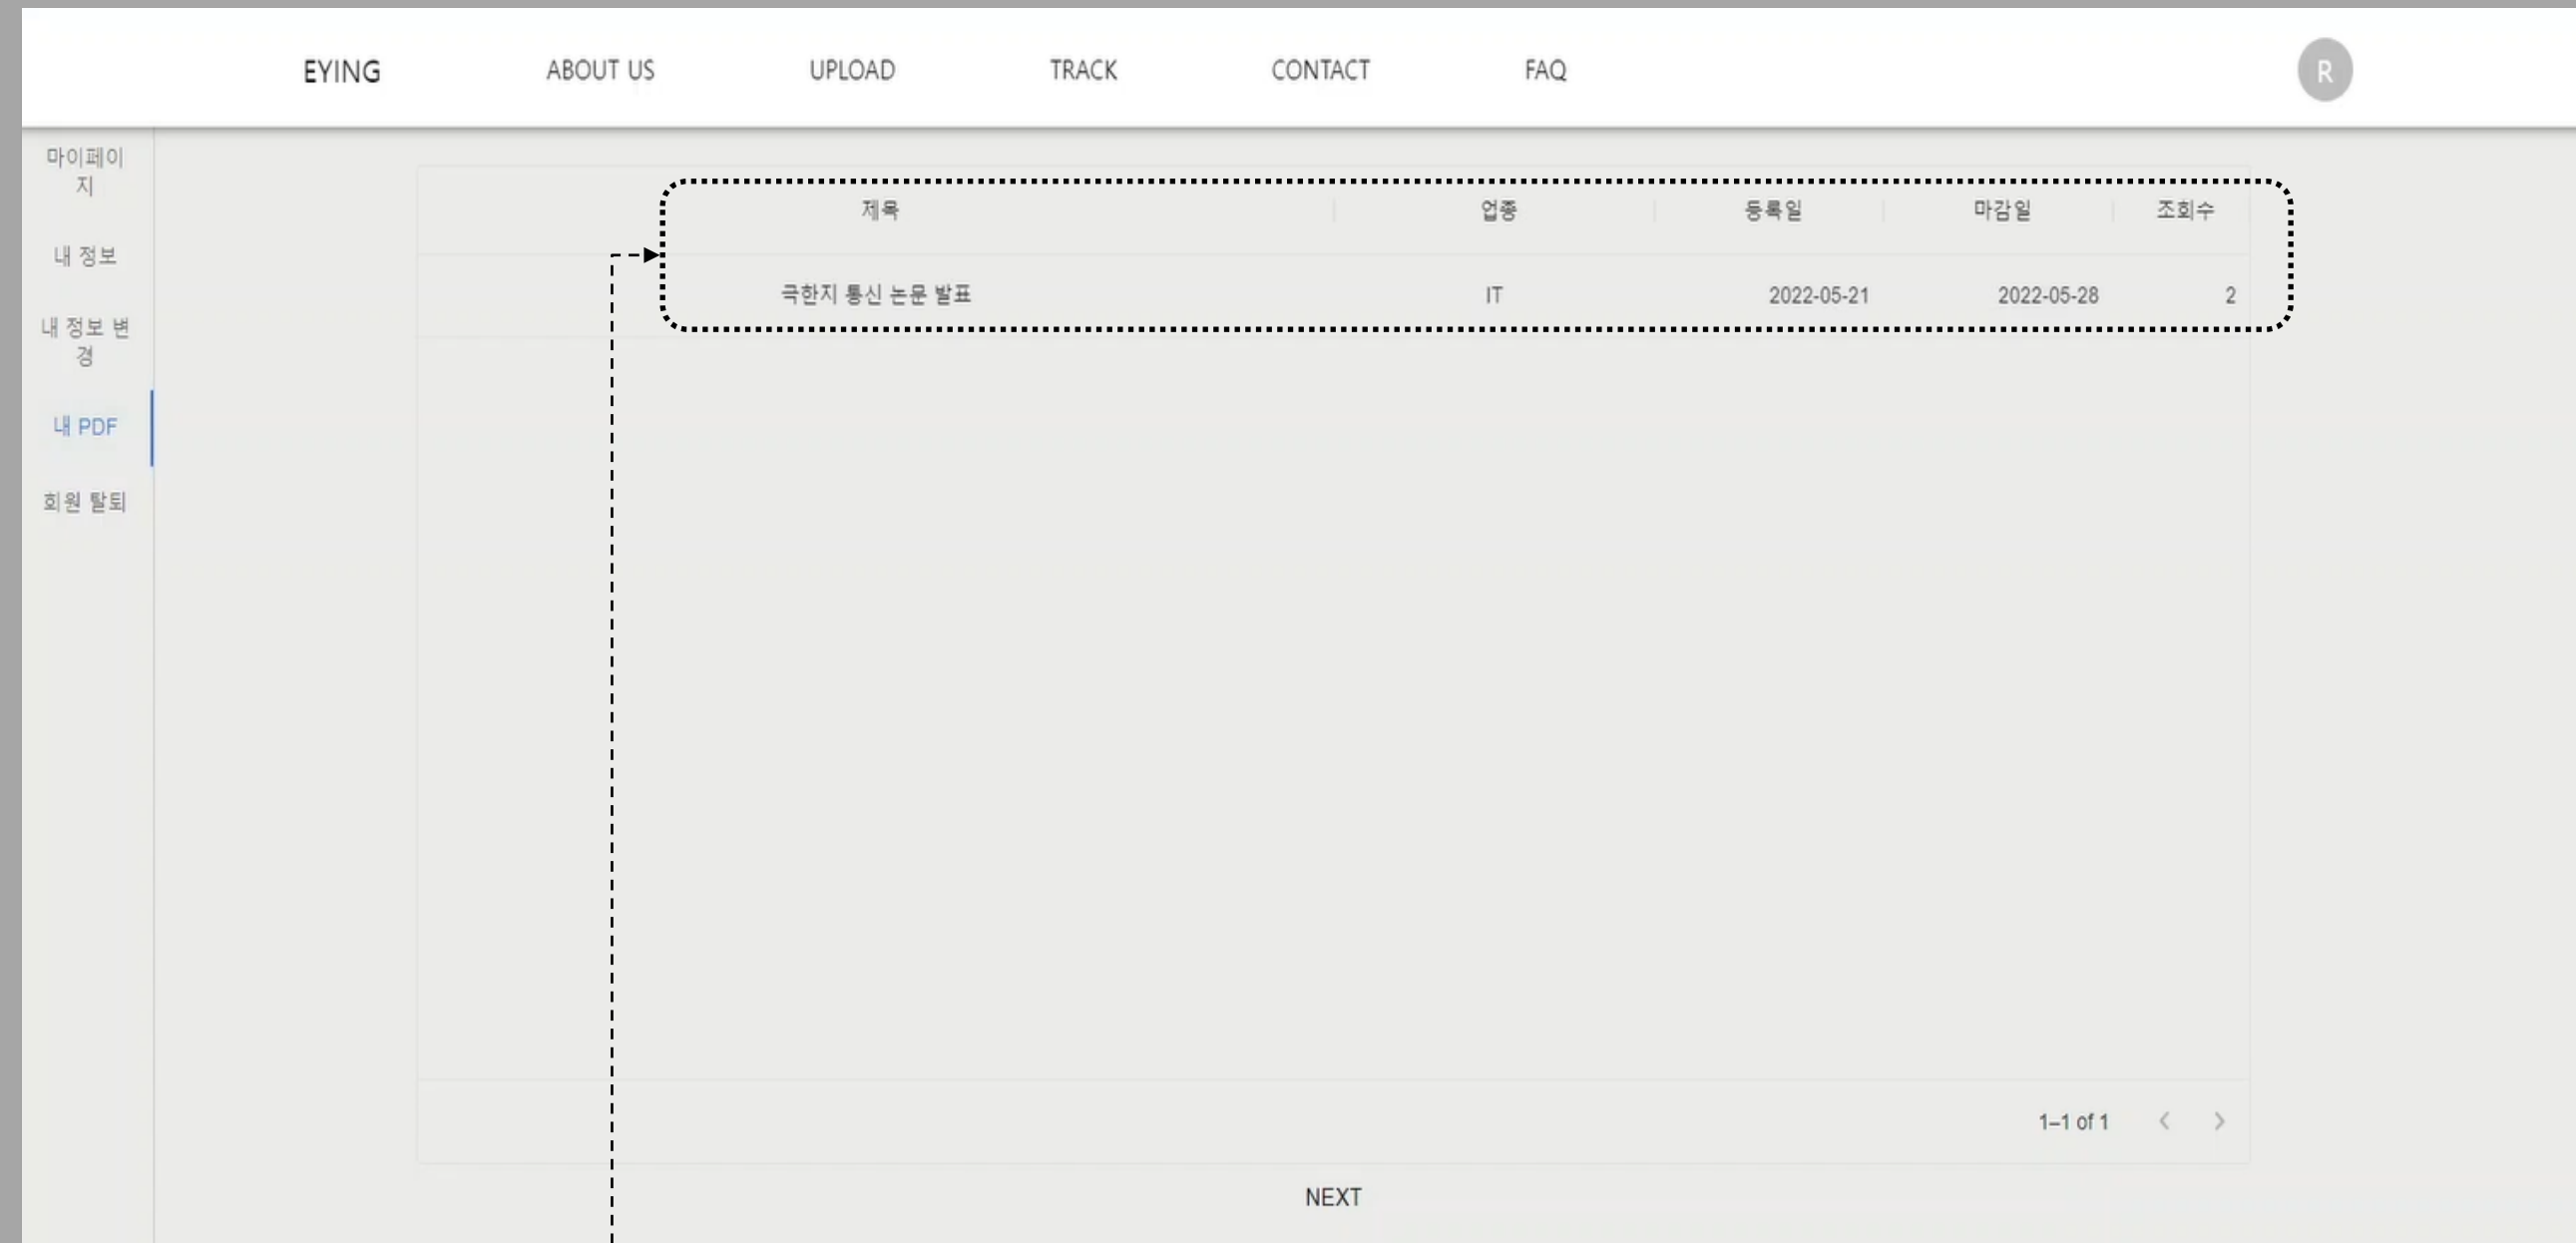 EYING ABOUT US UPLOAD TRACK CONTACT FAQ R
마이페이
지
내 정보
내 정보 변
경
내 PDF
회원 탈퇴
제목 업종 등록일 마감일 조회수
극한지 통신 논문 발표 IT 2022-05-21 2022-05-28 2
1–1 of 1
NEXT